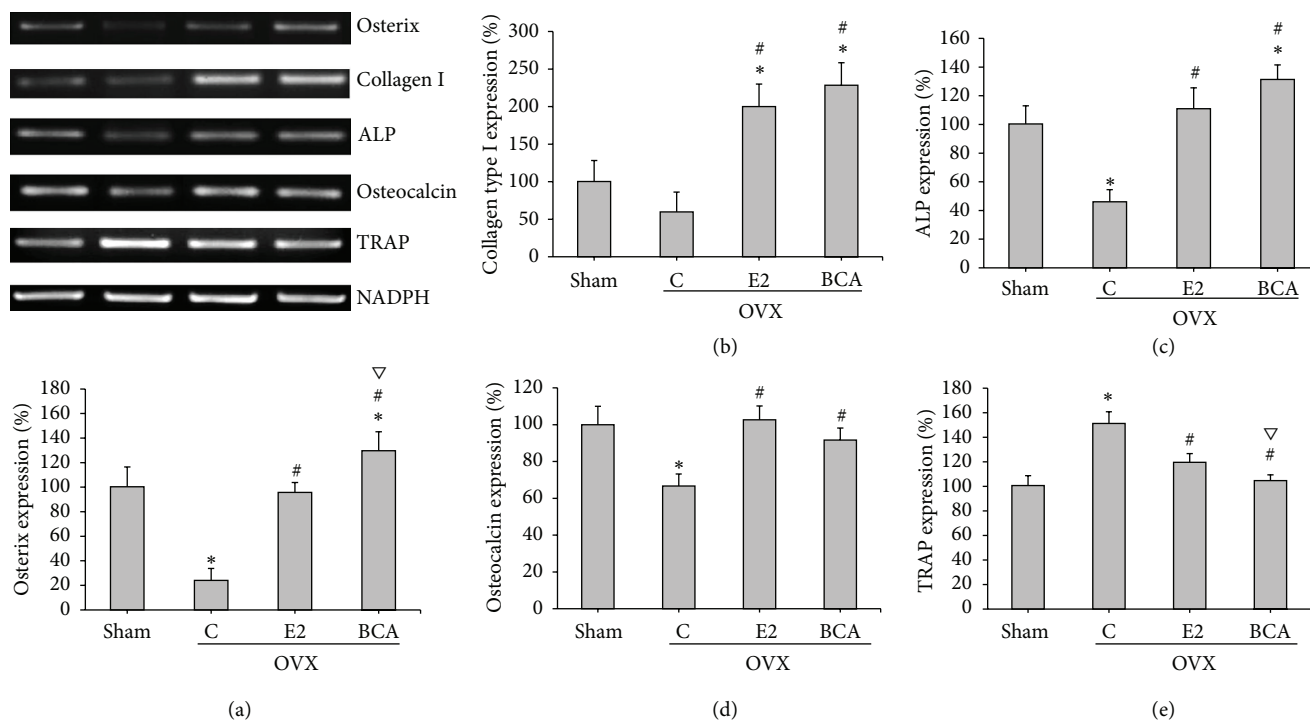 Osterix
Collagen I
ALP
Osteocalcin
TRAP
NADPH
Collagen type I expression (%)
300
250
200
150
100
50
0
#
*
#
*
Sham
C
E2
BCA
OVX
(b)
ALP expression (%)
160
140
120
100
80
60
40
20
0
*
#
#
*
Sham
C
E2
BCA
OVX
(c)
Osterix expression (%)
180
160
140
120
100
80
60
40
20
0
*
#
▽
#
*
Sham
C
E2
BCA
OVX
(a)
Osteocalcin expression (%)
120
100
80
60
40
20
0
*
#
#
Sham
C
E2
BCA
OVX
(d)
TRAP expression (%)
180
160
140
120
100
80
60
40
20
0
*
#
▽
#
Sham
C
E2
BCA
OVX
(e)